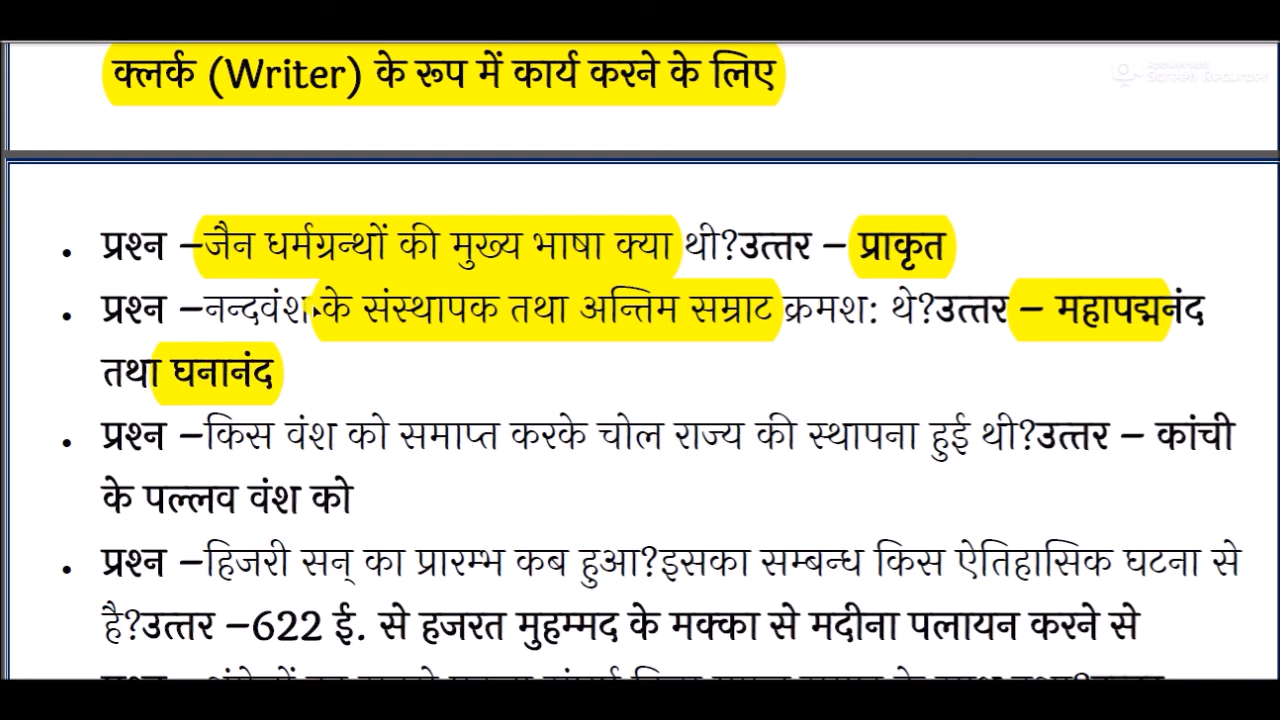 क्लर्क (Writer) के रूप में कार्य करने के लिए
Screen Recorder
• प्रश्न –जैन धर्मग्रन्थों की मुख्य भाषा क्या थी?उत्तर – प्राकृत
• प्रश्न –नन्दवंश के संस्थापक तथा अन्तिम सम्राट क्रमश: थे?उत्तर – महापद्मनंद
तथा घनानंद
• प्रश्न –किस वंश को समाप्त करके चोल राज्य की स्थापना हुई थी?उत्तर – कांची
के पल्लव वंश को
• प्रश्न –हिजरी सन् का प्रारम्भ कब हुआ?इसका सम्बन्ध किस ऐतिहासिक घटना से
है?उत्तर –622 ई. से हजरत मुहम्मद के मक्का से मदीना पलायन करने से